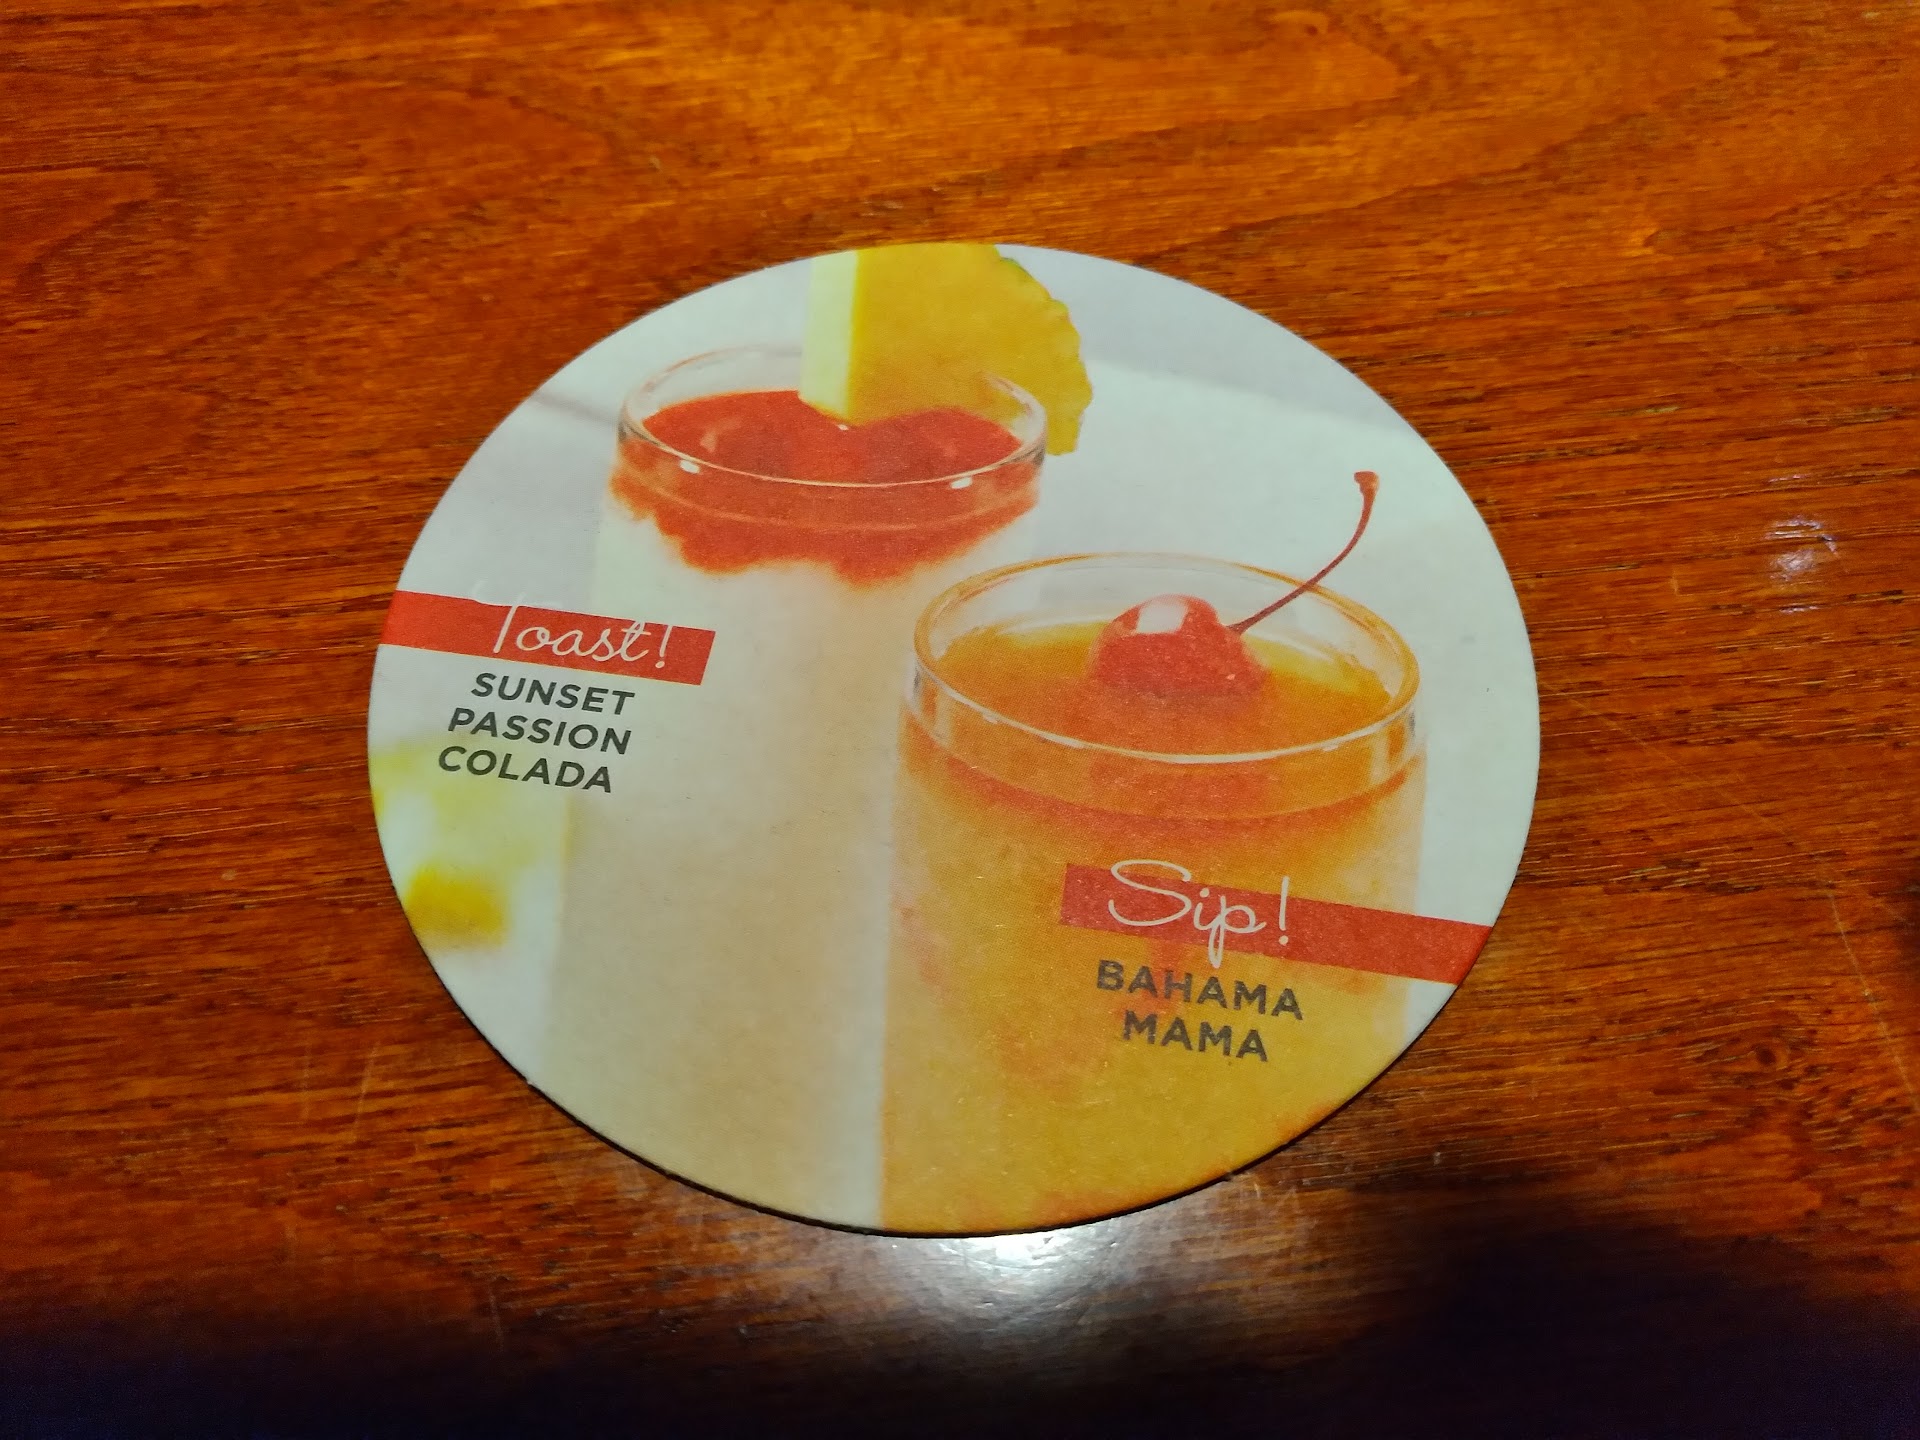 Toast!
SUNSET
PASSION
COLADA
Sip!
BAHAMA
MAMA